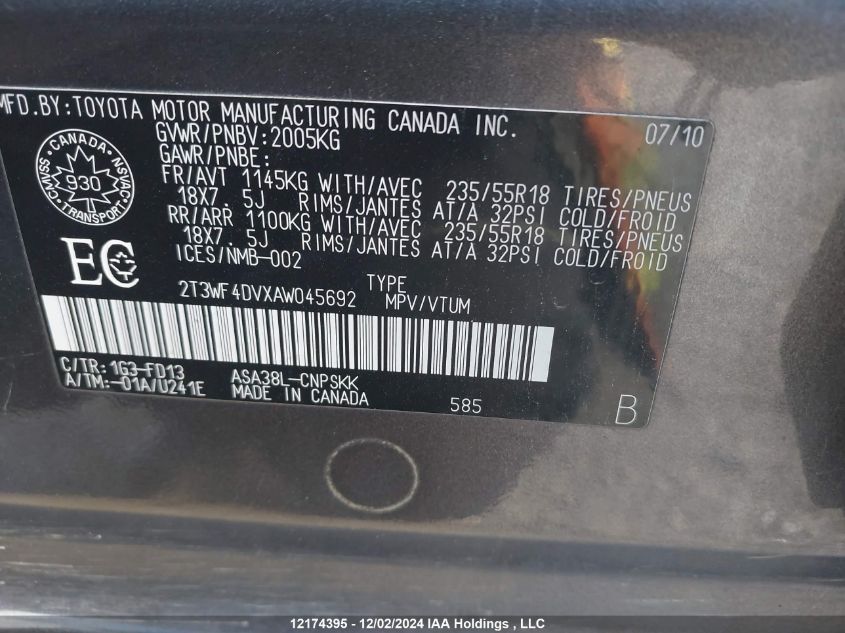 MFD.BY:TOYOTA MOTOR MANUFACTURING CANADA INC. 07/10
GVWR/PNBV:2005KG
GAWR/PNBE:
FR/AVT 1145KG WITH/AVEC 235/55R18 TIRES/PNEUS
18X7.5J RIMS/JANTES AT/A 32PSI COLD/FROID
RR/ARR 1100KG WITH/AVEC 235/55R18 TIRES/PNEUS
18X7.5J RIMS/JANTES AT/A 32PSI COLD/FROID
ICES/NMB-002
CANADA
CMVSS 930 NSVAC
TRANSPORT
EC
2T3WF4DVXAW045692 TYPE
MPV/VTUM
C/TR:1G3-FD13 ASA38L-CNPSKK
A/TM:-01A/U241E MADE IN CANADA
585 B
12174395 - 12/02/2024 IAA Holdings , LLC